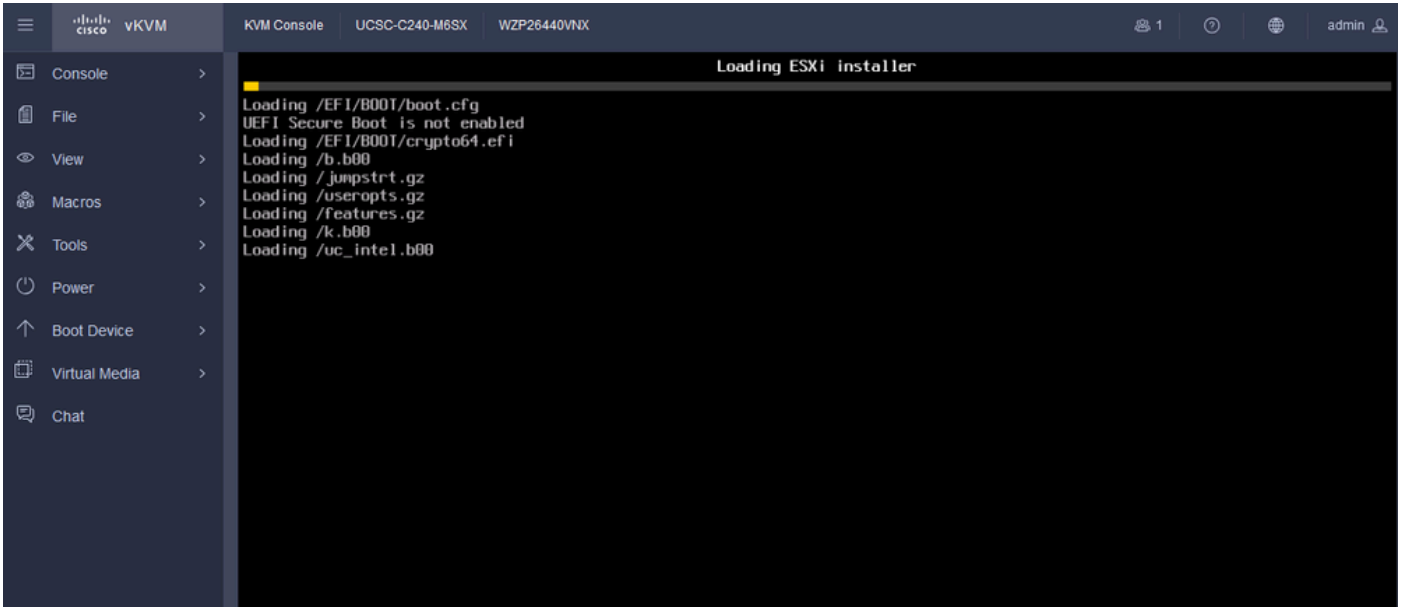 cisco vKVM KVM Console UCSC-C240-M6SX WZP26440VNX 1 ? admin
Console
File
View
Macros
Tools
Power
Boot Device
Virtual Media
Chat
Loading ESXi installer
Loading /EFI/BOOT/boot.cfg
UEFI Secure Boot is not enabled
Loading /EFI/BOOT/crypto64.efi
Loading /b.b00
Loading /jumpstrt.gz
Loading /useropts.gz
Loading /features.gz
Loading /k.b00
Loading /uc_intel.b00